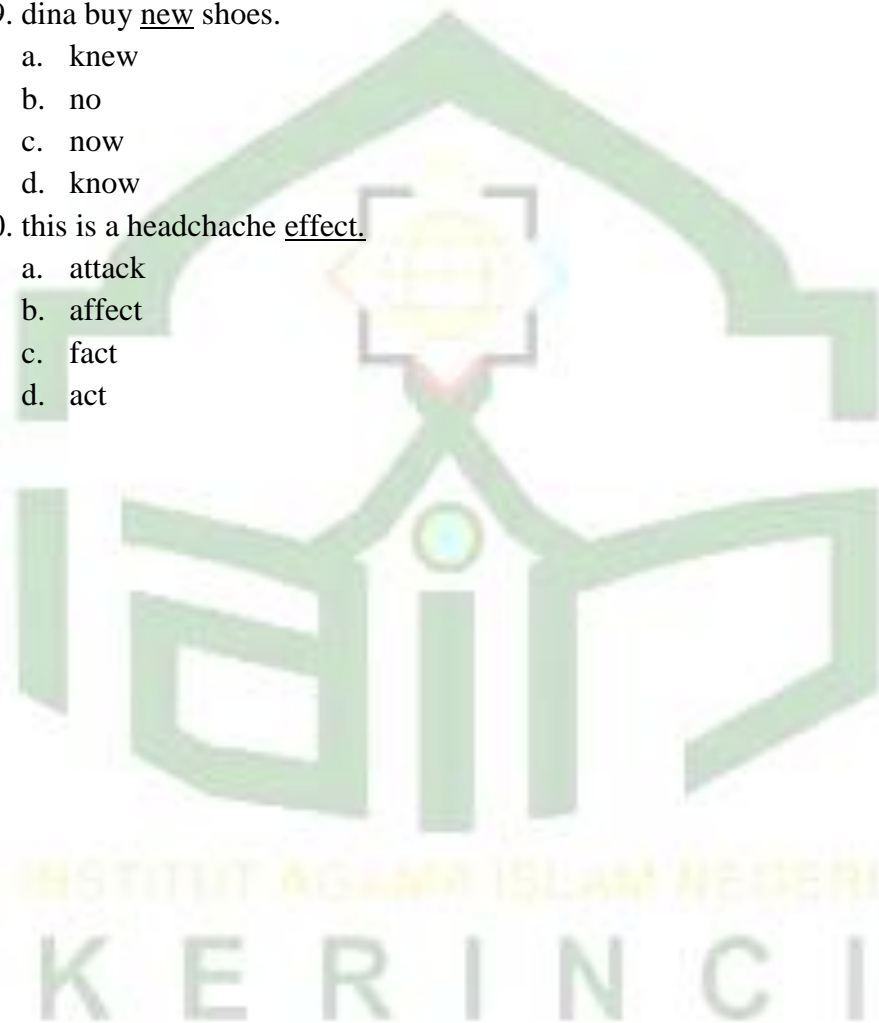 9. dina buy new shoes.
a. knew
b. no
c. now
d. know
0. this is a headchache effect.
a. attack
b. affect
c. fact
d. act
INSTITUT AGAMA ISLAM NEGERI
KERINCI